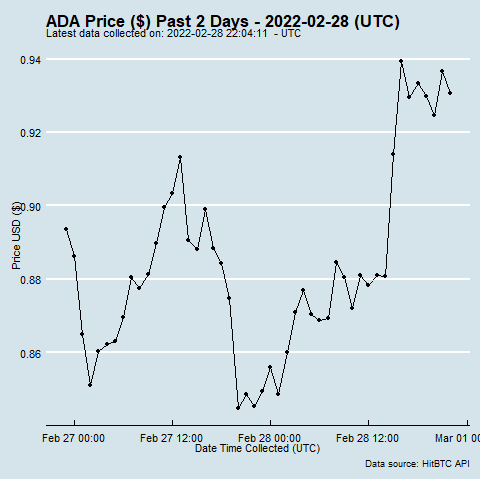 ADA Price ($) Past 2 Days - 2022-02-28 (UTC)
Latest data collected on: 2022-02-28 22:04:11 - UTC
0.94
0.92
0.90
0.88
0.86
Price USD ($)
Feb 27 00:00
Feb 27 12:00
Feb 28 00:00
Feb 28 12:00
Mar 01 00
Date Time Collected (UTC)
Data source: HitBTC API